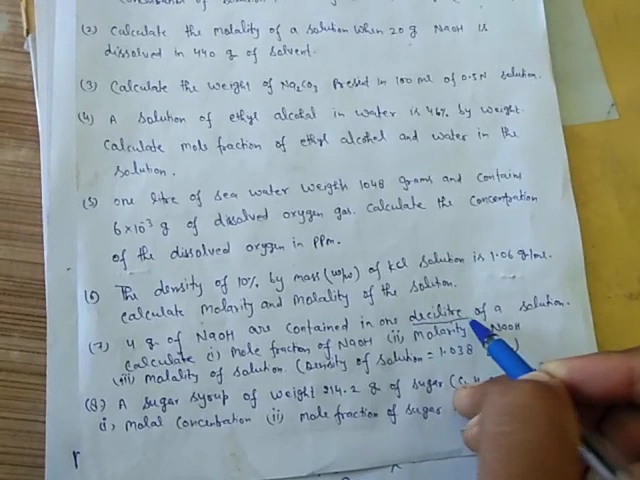 (2) Calculate the molality of a solution when 20 g NaOH is
dissolved in 440 g of solvent.
(3) Calculate the weight of Na2CO3 Present in 100 ml of 0.5N solution.
(4) A Solution of ethyl alcohol in water is 46% by weight.
Calculate mole fraction of ethyl alcohol and water in the
Solution.
(5) one litre of sea water weigth 1048 grams and contains
6×10³ g of dissolved oxygen gas. Calculate the Concentration
of the dissolved oxygen in PPm.
(6) The density of 10% by mass (w/w) of KCl solution is 1.06 g/ml.
Calculate Molarity and Molality of the solution.
(7) 4 g of NaOH are Contained in one decilitre of a solution.
Calculate (i) Mole fraction of NaOH (ii) Molarity NaOH
(iii) Molality of solution (Density of solution = 1.038
(8) A sugar syoup of weight 214.2 g of sugar
(i) Molal Concentration (ii) Mole fraction of sugar